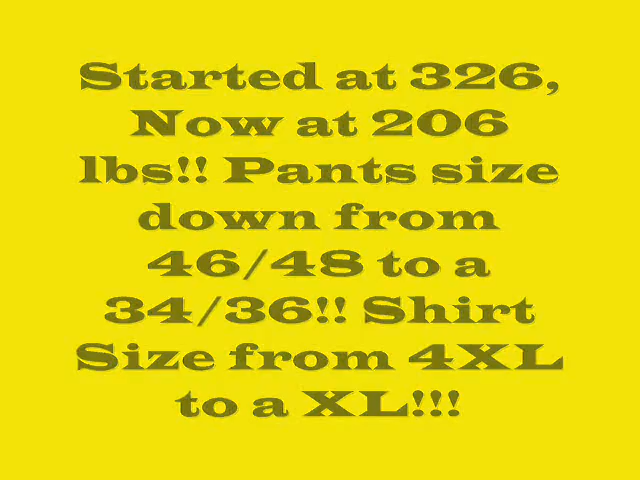 Started at 326,
Now at 206
lbs!! Pants size
down from
46/48 to a
34/36!! Shirt
Size from 4XL
to a XL!!!